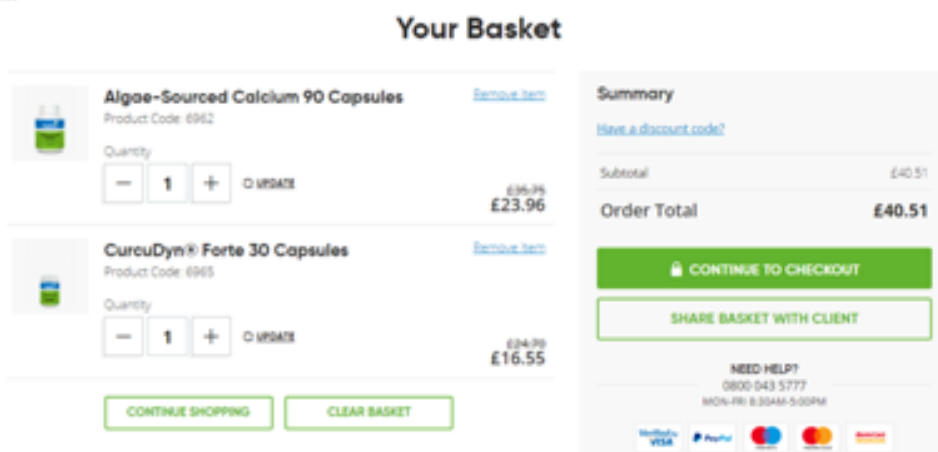 Your Basket
Algae-Sourced Calcium 90 Capsules
Remove item
Product Code: 6962
Quantity
− 1 + UPDATE
£35.75
£23.96
CurcuDyn® Forte 30 Capsules
Remove item
Product Code: 6965
Quantity
− 1 + UPDATE
£24.70
£16.55
CONTINUE SHOPPING
CLEAR BASKET
Summary
Have a discount code?
Subtotal £40.51
Order Total £40.51
CONTINUE TO CHECKOUT
SHARE BASKET WITH CLIENT
NEED HELP?
0800 043 5777
MON-FRI 8:30AM-5:00PM
Verified by VISA
PayPal